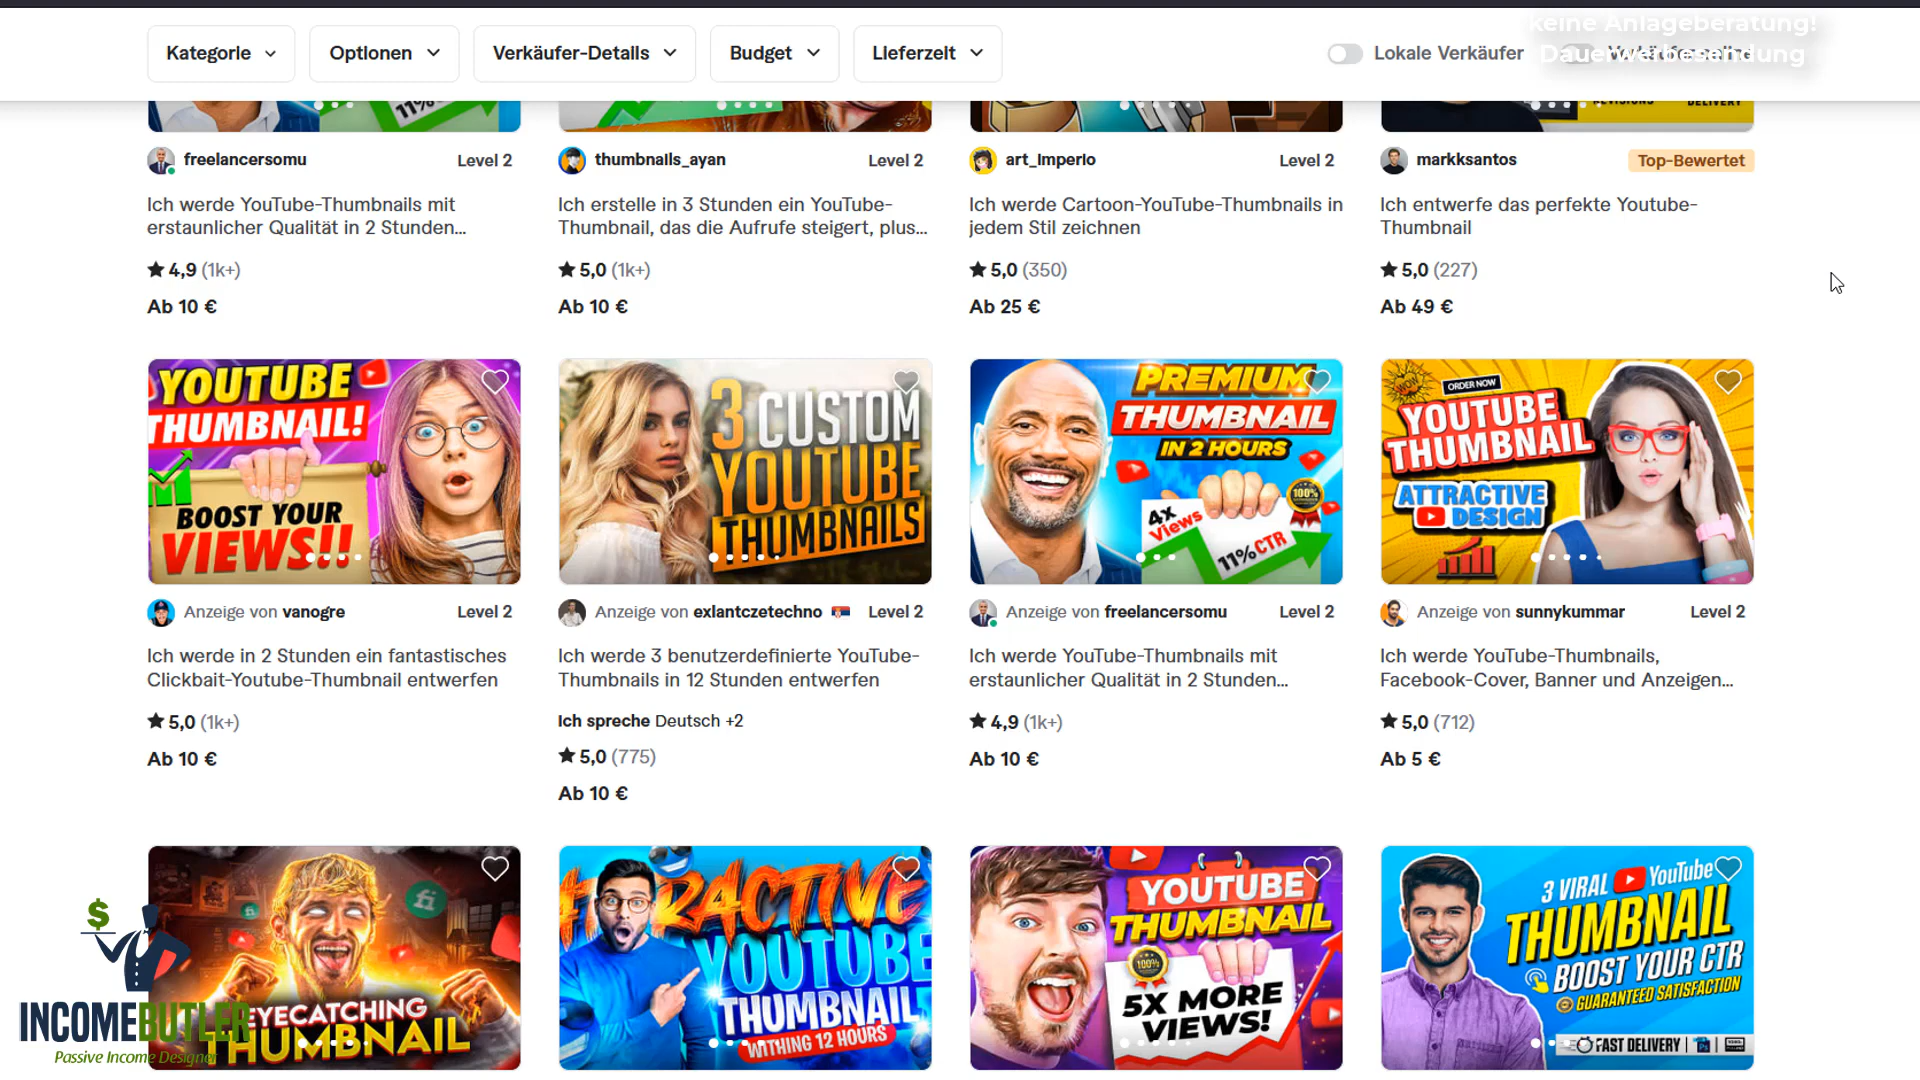 keine Anlageberatung!
Dauerwerbesendung
Kategorie
Optionen
Verkäufer-Details
Budget
Lieferzeit
Lokale Verkäufer
11%
DELIVERY
freelancersomu
Level 2
thumbnails_ayan
Level 2
art_imperio
Level 2
markksantos
Top-Bewertet
Ich werde YouTube-Thumbnails mit
erstaunlicher Qualität in 2 Stunden...
Ich erstelle in 3 Stunden ein YouTube-
Thumbnail, das die Aufrufe steigert, plus...
Ich werde Cartoon-YouTube-Thumbnails in
jedem Stil zeichnen
Ich entwerfe das perfekte Youtube-
Thumbnail
4,9 (1k+)
5,0 (1k+)
5,0 (350)
5,0 (227)
Ab 10 €
Ab 10 €
Ab 25 €
Ab 49 €
YOUTUBE
THUMBNAIL!
BOOST YOUR
VIEWS!!
3 CUSTOM
YOUTUBE
THUMBNAILS
PREMIUM
THUMBNAIL
IN 2 HOURS
100%
4X
Views
11% CTR
WOW
ORDER NOW
YOUTUBE
THUMBNAIL
ATTRACTIVE
DESIGN
Anzeige von vanogre
Level 2
Anzeige von exlantczetechno
Level 2
Anzeige von freelancersomu
Level 2
Anzeige von sunnykummar
Level 2
Ich werde in 2 Stunden ein fantastisches
Clickbait-Youtube-Thumbnail entwerfen
Ich werde 3 benutzerdefinierte YouTube-
Thumbnails in 12 Stunden entwerfen
Ich werde YouTube-Thumbnails mit
erstaunlicher Qualität in 2 Stunden...
Ich werde YouTube-Thumbnails,
Facebook-Cover, Banner und Anzeigen...
5,0 (1k+)
Ich spreche Deutsch +2
4,9 (1k+)
5,0 (712)
Ab 10 €
5,0 (775)
Ab 10 €
Ab 5 €
Ab 10 €
EYECATCHING
THUMBNAIL
ATTRACTIVE
YOUTUBE
THUMBNAIL
WITHING 12 HOURS
YOUTUBE
THUMBNAIL
100%
5X MORE
VIEWS!
3 VIRAL YouTube
THUMBNAIL
BOOST YOUR CTR
GUARANTEED SATISFACTION
FAST DELIVERY
$
INCOMEBUTLER
Passive Income Designer